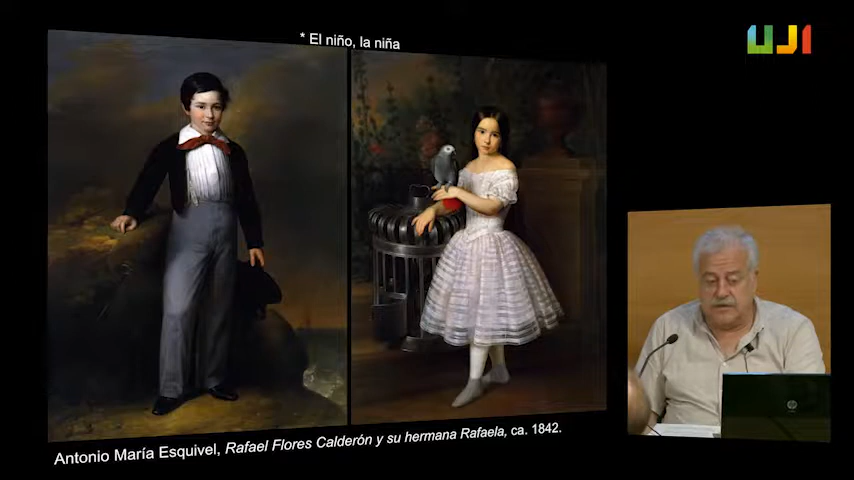 * El niño, la niña
UJI
Antonio María Esquivel, Rafael Flores Calderón y su hermana Rafaela, ca. 1842.